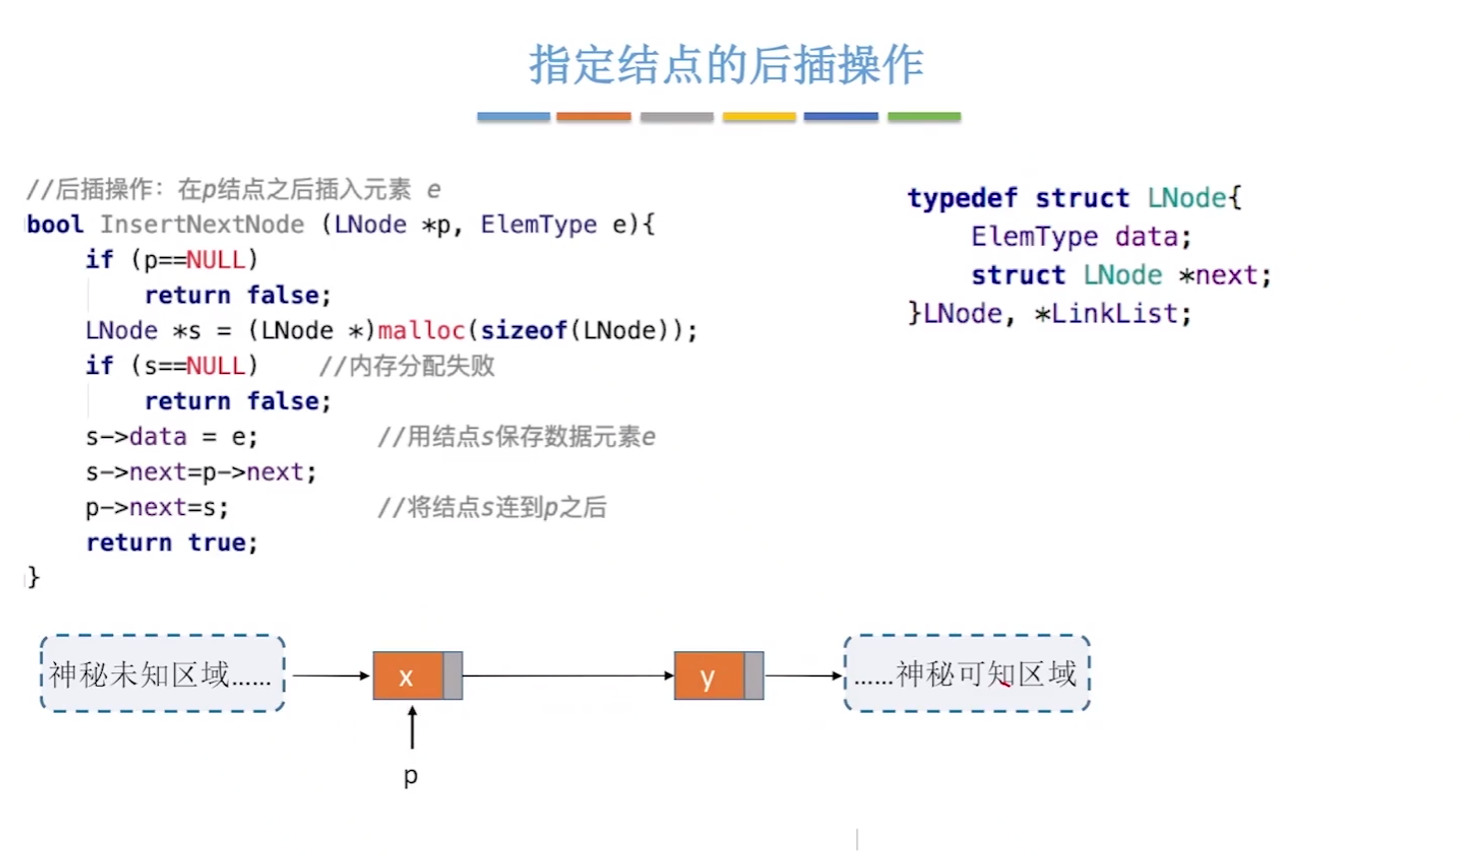 指定结点的后插操作
//后插操作：在p结点之后插入元素 e
bool InsertNextNode (LNode *p, ElemType e){
    if (p==NULL)
        return false;
    LNode *s = (LNode *)malloc(sizeof(LNode));
    if (s==NULL)    //内存分配失败
        return false;
    s->data = e;        //用结点s保存数据元素e
    s->next=p->next;
    p->next=s;          //将结点s连到p之后
    return true;
}
typedef struct LNode{
    ElemType data;
    struct LNode *next;
}LNode, *LinkList;
神秘未知区域……
x
y
……神秘可知区域
p